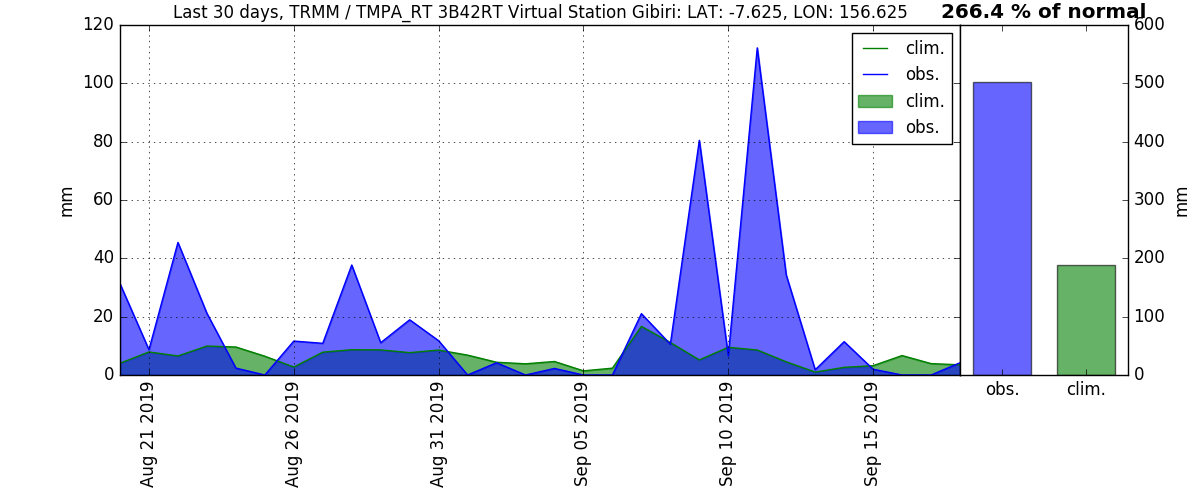 Last 30 days, TRMM / TMPA_RT 3B42RT Virtual Station Gibiri: LAT: -7.625, LON: 156.625
266.4 % of normal
120
100
80
60
40
20
0
mm
clim.
obs.
clim.
obs.
Aug 21 2019
Aug 26 2019
Aug 31 2019
Sep 05 2019
Sep 10 2019
Sep 15 2019
600
500
400
300
200
100
0
mm
obs.
clim.